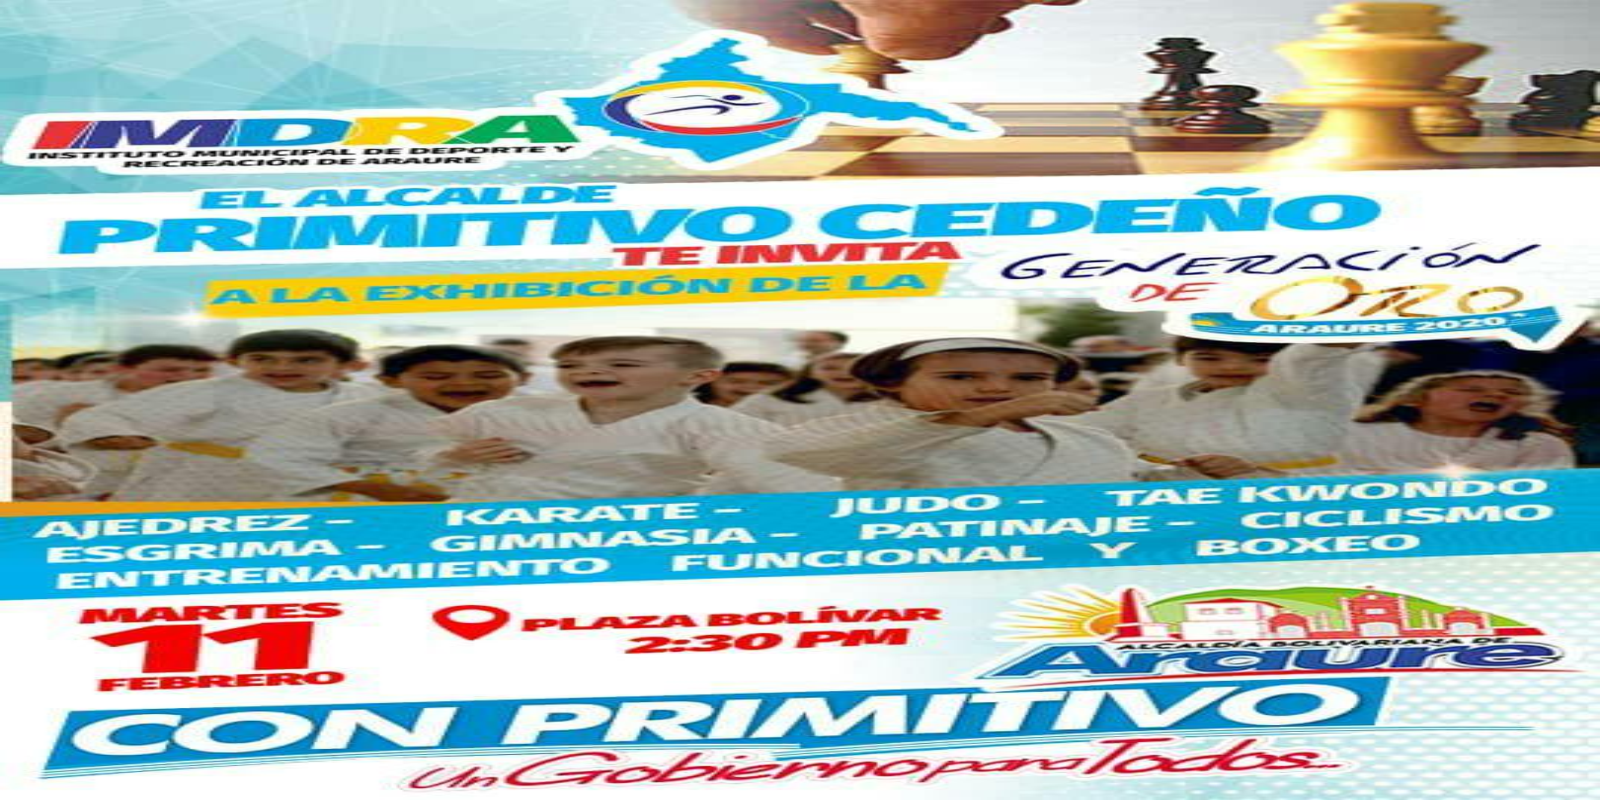 IMDRA
INSTITUTO MUNICIPAL DE DEPORTE Y
RECREACIÓN DE ARAURE
EL ALCALDE
PRIMITIVO CEDEÑO
TE INVITA
A LA EXHIBICIÓN DE LA
GENERACIÓN
DE ORO
ARAURE 2020
AJEDREZ - KARATE - JUDO - TAE KWONDO
ESGRIMA - GIMNASIA - PATINAJE - CICLISMO
ENTRENAMIENTO FUNCIONAL Y BOXEO
MARTES
11
FEBRERO
PLAZA BOLÍVAR
2:30 PM
ALCALDÍA BOLIVARIANA DE
Araure
CON PRIMITIVO
Un Gobierno para Todos...